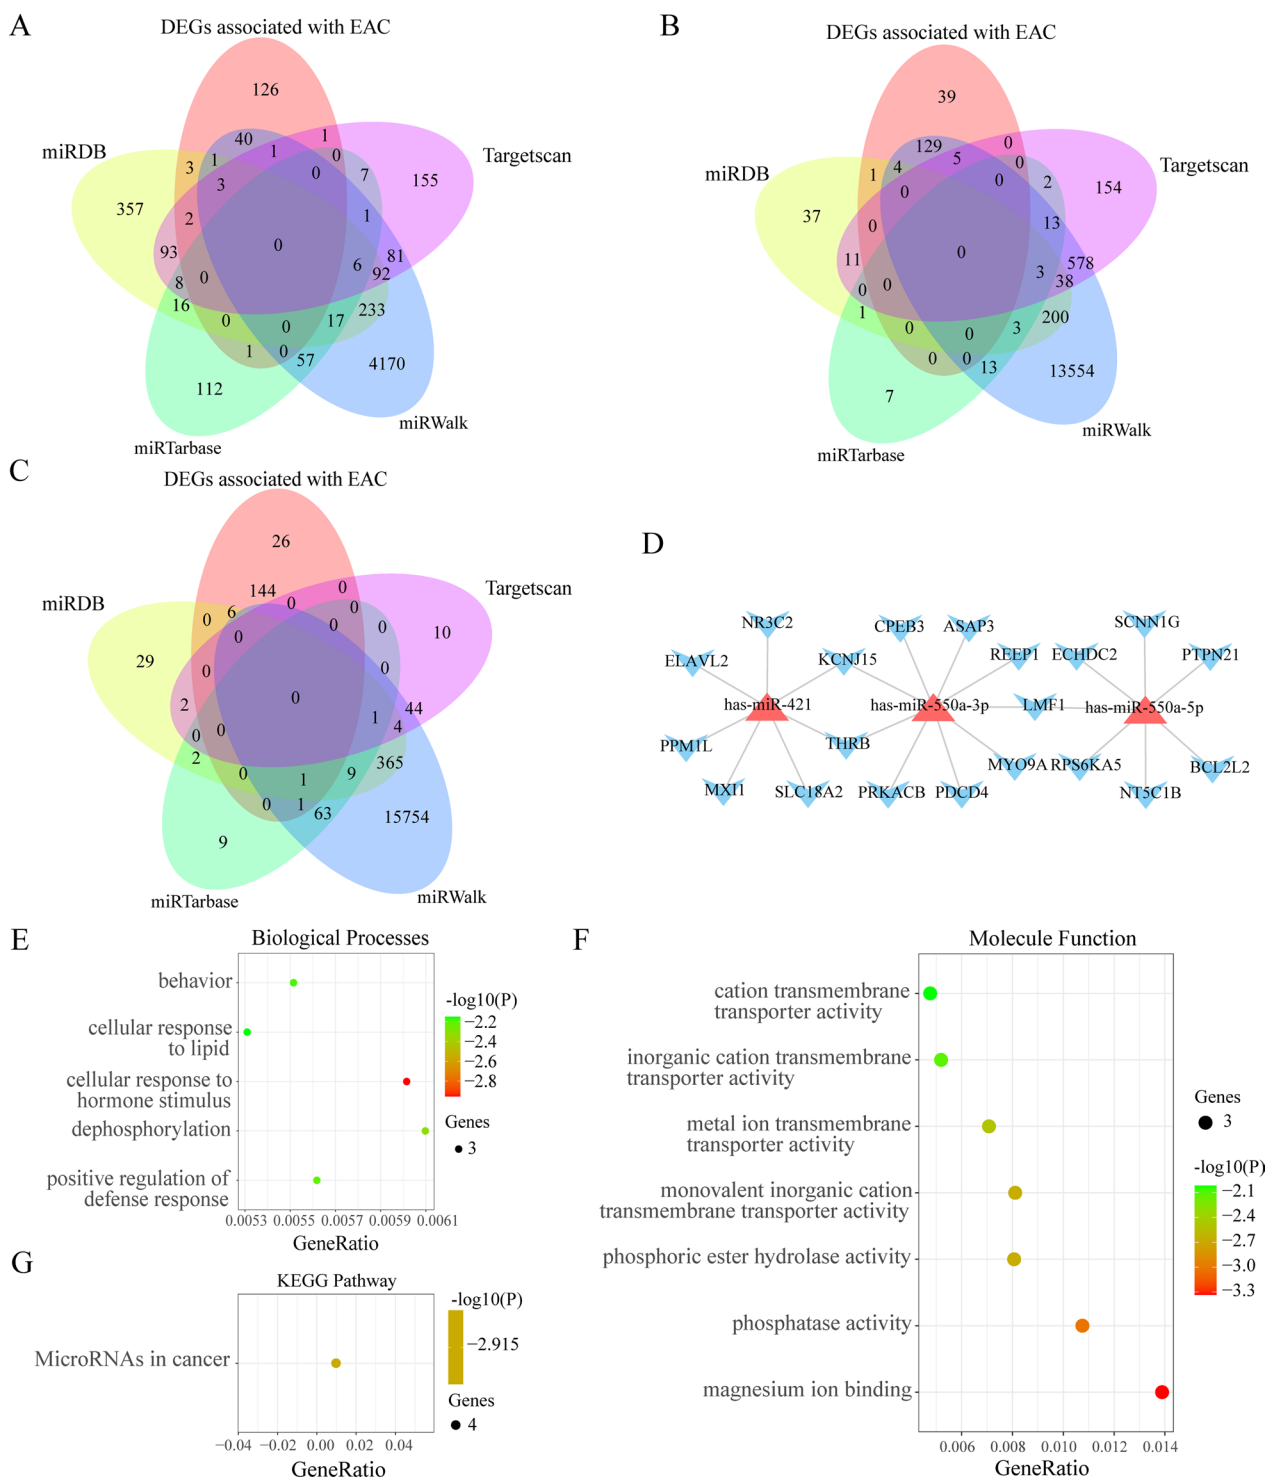 A
DEGs associated with EAC
miRDB
Targetscan
miRWalk
miRTarbase
126
40
1
1
1
0
0
7
155
3
3
357
2
1
93
0
81
6
92
8
0
16
0
0
17
233
1
0
57
4170
112
B
DEGs associated with EAC
miRDB
Targetscan
miRWalk
miRTarbase
39
129
5
0
0
0
2
154
1
4
0
37
0
13
11
0
578
3
38
0
0
1
0
0
3
200
0
0
13
13554
7
C
DEGs associated with EAC
miRDB
Targetscan
miRWalk
miRTarbase
26
144
0
0
0
0
0
10
0
6
0
29
0
0
2
0
44
1
4
0
0
2
0
1
9
365
0
1
63
15754
9
D
NR3C2
CPEB3
ASAP3
SCNN1G
ELAVL2
KCNJ15
REEP1
ECHDC2
PTPN21
has-miR-421
has-miR-550a-3p
LMF1
has-miR-550a-5p
PPM1L
THRB
MYO9A
RPS6KA5
BCL2L2
MXI1
SLC18A2
PRKACB
PDCD4
NT5C1B
E
Biological Processes
behavior
cellular response
to lipid
cellular response to
hormone stimulus
dephosphorylation
positive regulation of
defense response
0.0053 0.0055 0.0057 0.0059 0.0061
GeneRatio
-log10(P)
−2.2
−2.4
−2.6
−2.8
Genes
3
F
Molecule Function
cation transmembrane
transporter activity
inorganic cation transmembrane
transporter activity
metal ion transmembrane
transporter activity
monovalent inorganic cation
transmembrane transporter activity
phosphoric ester hydrolase activity
phosphatase activity
magnesium ion binding
0.006 0.008 0.010 0.012 0.014
GeneRatio
Genes
3
-log10(P)
−2.1
−2.4
−2.7
−3.0
−3.3
G
KEGG Pathway
MicroRNAs in cancer
−0.04 −0.02 0.00 0.02 0.04
GeneRatio
-log10(P)
−2.915
Genes
4